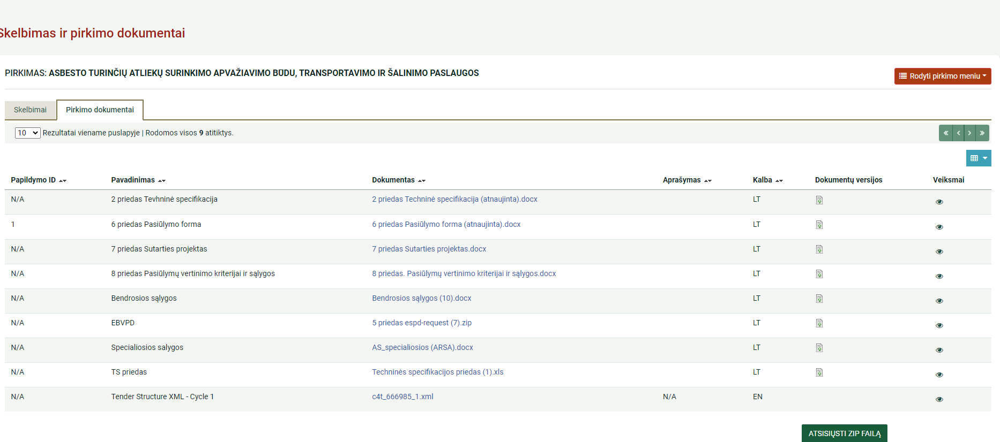 Skelbimas ir pirkimo dokumentai
PIRKIMAS: ASBESTO TURINČIŲ ATLIEKŲ SURINKIMO APVAŽIAVIMO BŪDU, TRANSPORTAVIMO IR ŠALINIMO PASLAUGOS
Rodyti pirkimo meniu
Skelbimai Pirkimo dokumentai
10 Rezultatai viename puslapyje | Rodomos visos 9 atitiktys.
Papildymo ID Pavadinimas Dokumentas Aprašymas Kalba Dokumentų versijos Veiksmai
N/A 2 priedas Tevhninė specifikacija 2 priedas Techninė specifikacija (atnaujinta).docx LT
1 6 priedas Pasiūlymo forma 6 priedas Pasiūlymo forma (atnaujinta).docx LT
N/A 7 priedas Sutarties projektas 7 priedas Sutarties projektas.docx LT
N/A 8 priedas Pasiūlymų vertinimo kriterijai ir sąlygos 8 priedas. Pasiūlymų vertinimo kriterijai ir sąlygos.docx LT
N/A Bendrosios sąlygos Bendrosios sąlygos (10).docx LT
N/A EBVPD 5 priedas espd-request (7).zip LT
N/A Specialiosios salygos AS_specialiosios (ARSA).docx LT
N/A TS priedas Techninės specifikacijos priedas (1).xls LT
N/A Tender Structure XML - Cycle 1 c4t_666985_1.xml N/A EN
ATSISIŲSTI ZIP FAILĄ